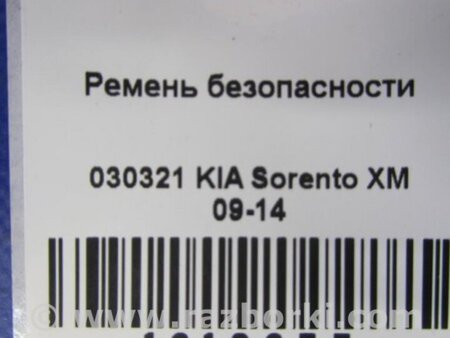 Ремень безопасности
030321 KIA Sorento XM
09-14
www.razborki.com